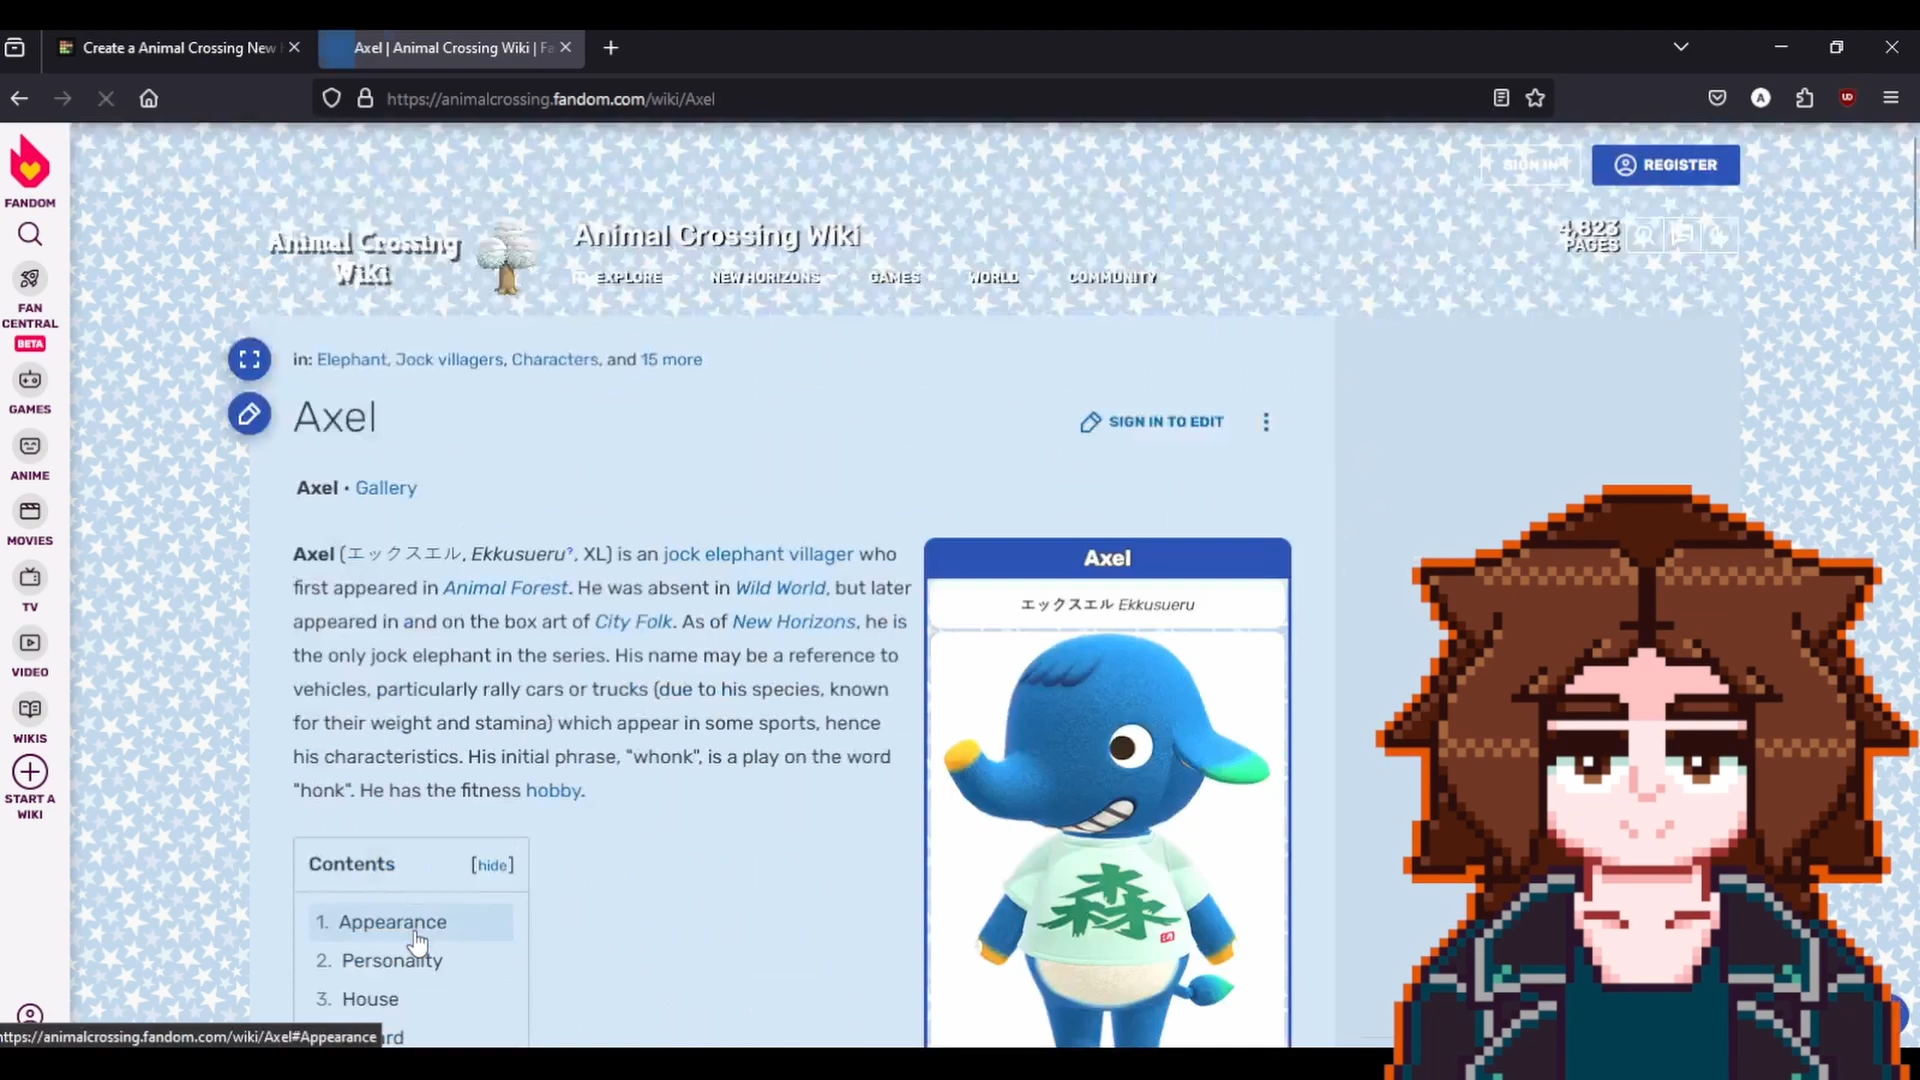 Create a Animal Crossing New
Axel | Animal Crossing Wiki | Fa
https://animalcrossing.fandom.com/wiki/Axel
A
FANDOM
FAN
CENTRAL
BETA
GAMES
ANIME
MOVIES
TV
VIDEO
WIKIS
START A
WIKI
SIGN IN
REGISTER
Animal Crossing
Wiki
Animal Crossing Wiki
4,823
PAGES
EXPLORE
NEW HORIZONS
GAMES
WORLD
COMMUNITY
in: Elephant, Jock villagers, Characters, and 15 more
Axel
SIGN IN TO EDIT
Axel • Gallery
Axel (エックスエル, Ekkusueru?, XL) is an jock elephant villager who
first appeared in Animal Forest. He was absent in Wild World, but later
appeared in and on the box art of City Folk. As of New Horizons, he is
the only jock elephant in the series. His name may be a reference to
vehicles, particularly rally cars or trucks (due to his species, known
for their weight and stamina) which appear in some sports, hence
his characteristics. His initial phrase, "whonk", is a play on the word
"honk". He has the fitness hobby.
Axel
エックスエル Ekkusueru
森
Contents [hide]
1. Appearance
2. Personality
3. House
https://animalcrossing.fandom.com/wiki/Axel#Appearance